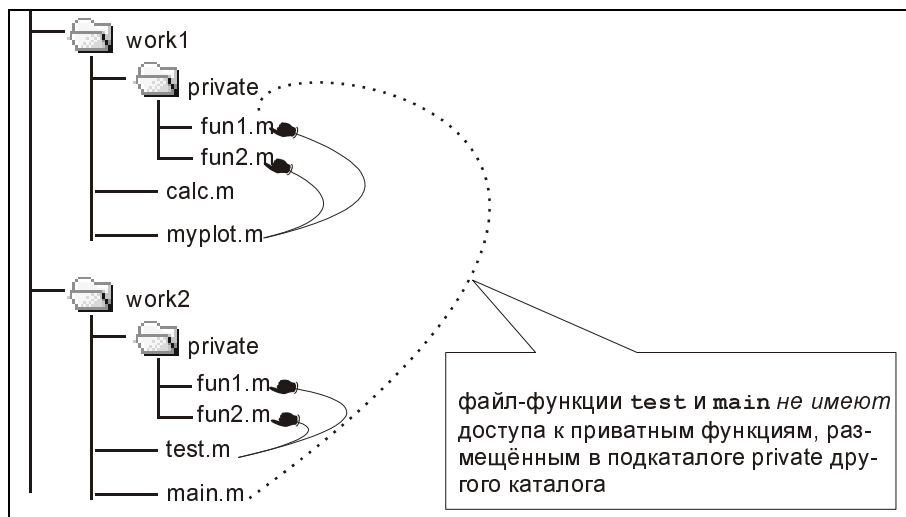 work1
private
fun1.m
fun2.m
calc.m
myplot.m
work2
private
fun1.m
fun2.m
test.m
main.m
файл-функции test и main не имеют
доступа к приватным функциям, раз-
мещённым в подкаталоге private дру-
гого каталога